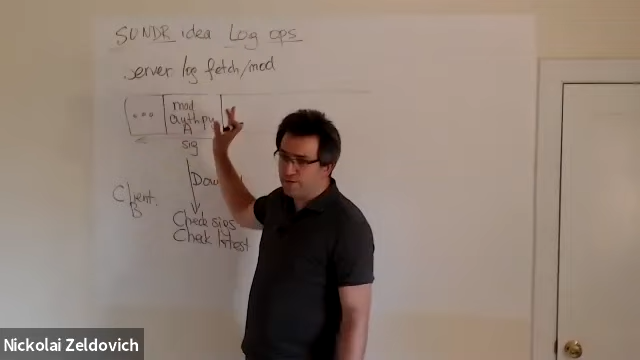 SUNDR idea Log ops
server log fetch/mod
... mod
auth.py
A
sig
Client
B
Check sigs
Check latest
Nickolai Zeldovich